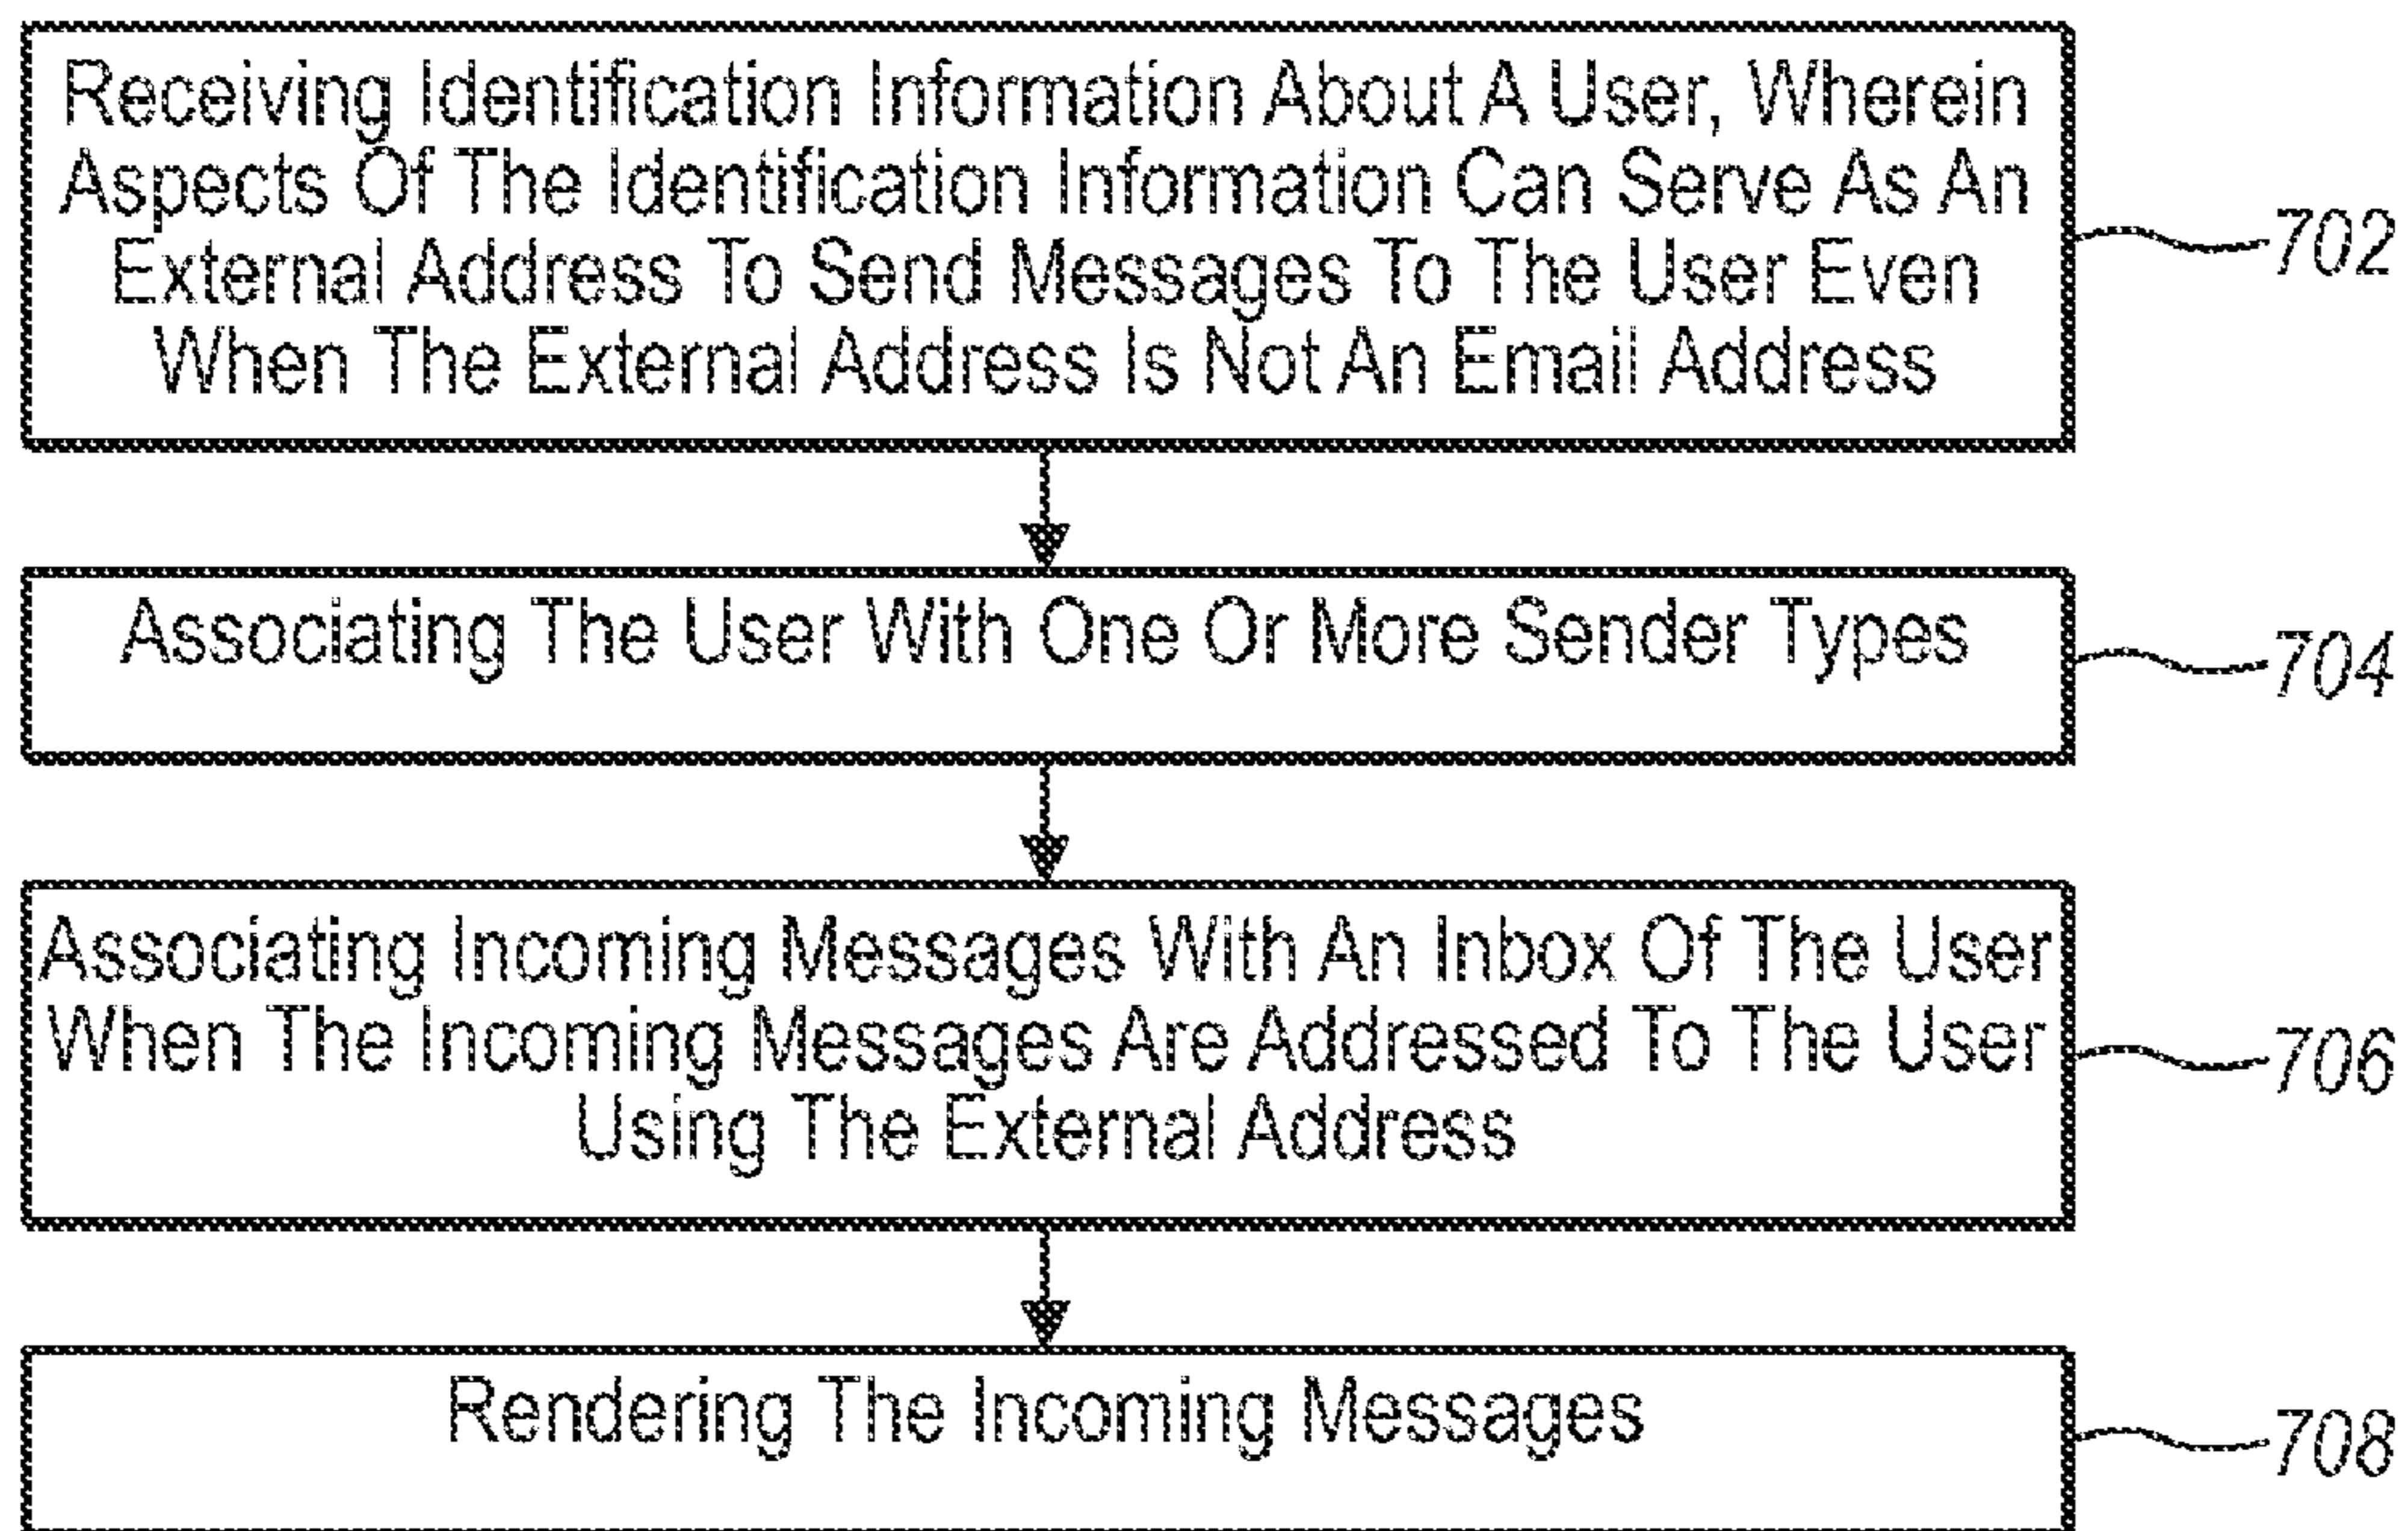 Receiving Identification Information About A User, Wherein
Aspects Of The Identification Information Can Serve As An
External Address To Send Messages To The User Even
When The External Address Is Not An Email Address
702
Associating The User With One Or More Sender Types
704
Associating Incoming Messages With An Inbox Of The User
When The Incoming Messages Are Addressed To The User
Using The External Address
706
Rendering The Incoming Messages
708